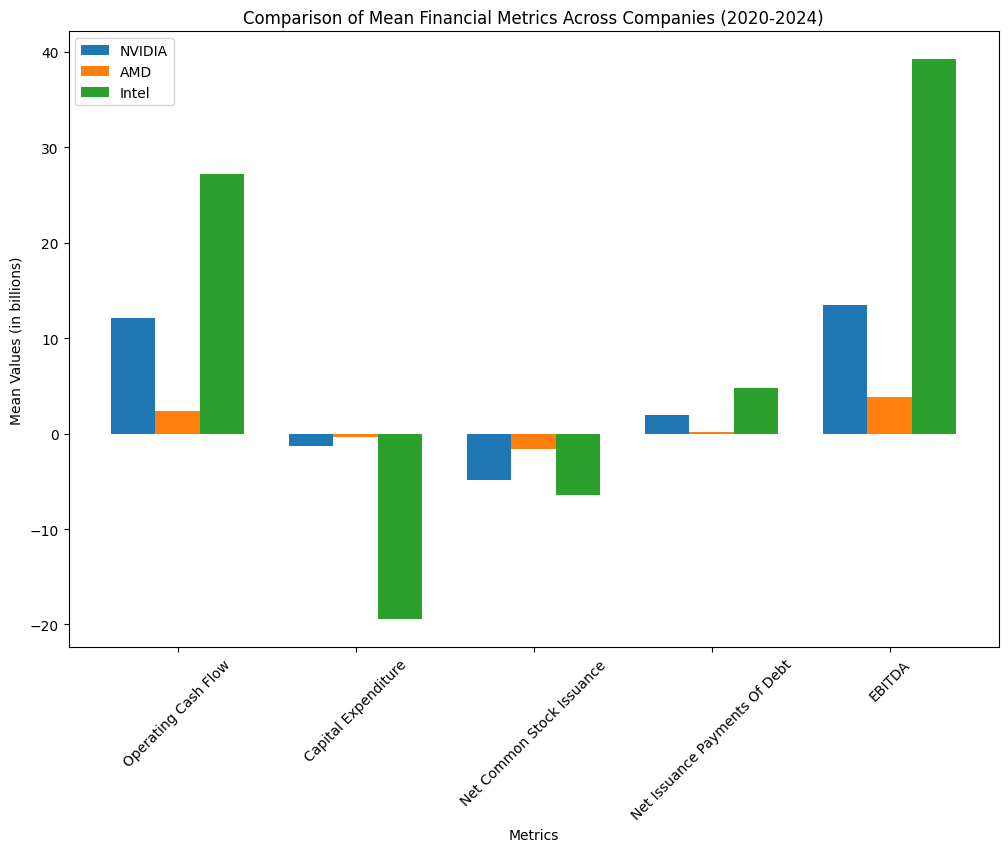 Comparison of Mean Financial Metrics Across Companies (2020-2024)
NVIDIA
AMD
Intel
Mean Values (in billions)
40
30
20
10
0
−10
−20
Operating Cash Flow
Capital Expenditure
Net Common Stock Issuance
Net Issuance Payments Of Debt
EBITDA
Metrics